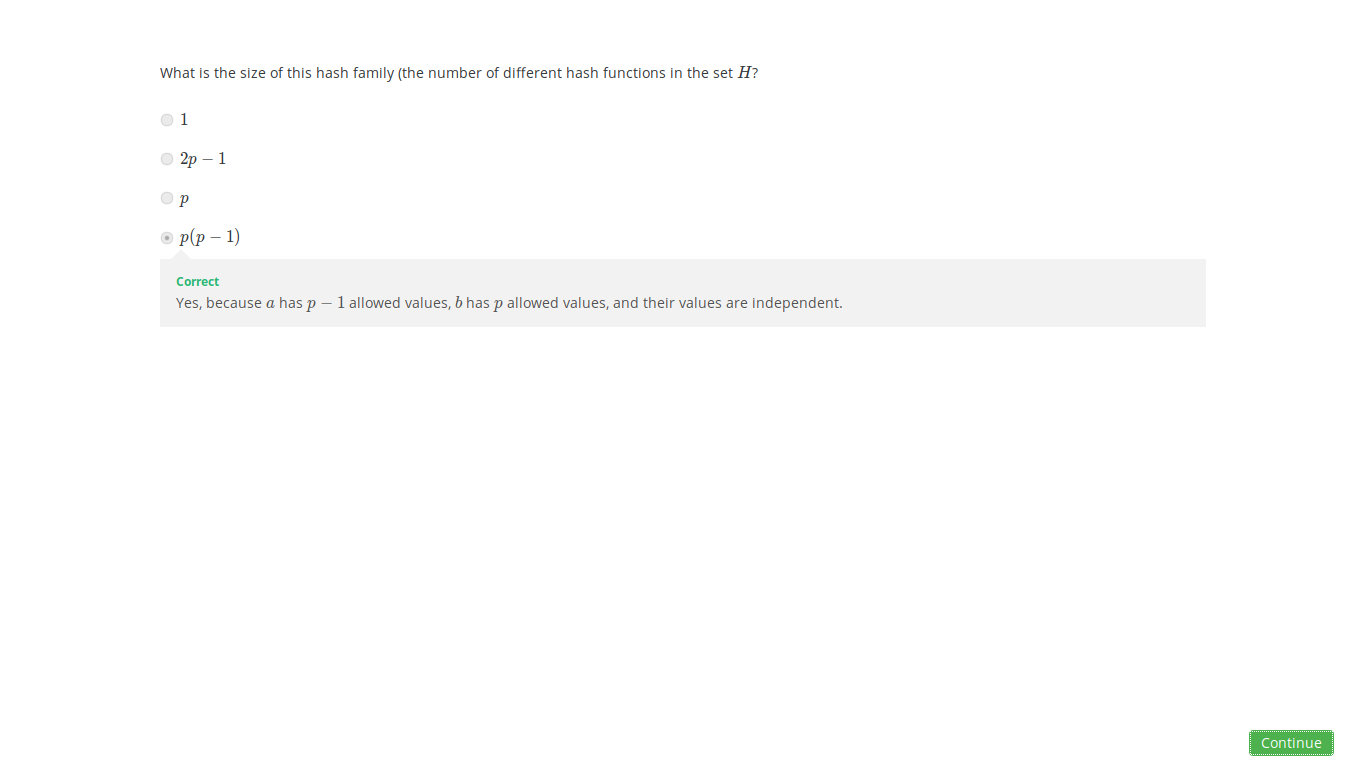 What is the size of this hash family (the number of different hash functions in the set H?
1
2p − 1
p
p(p − 1)
Correct
Yes, because a has p − 1 allowed values, b has p allowed values, and their values are independent.
Continue